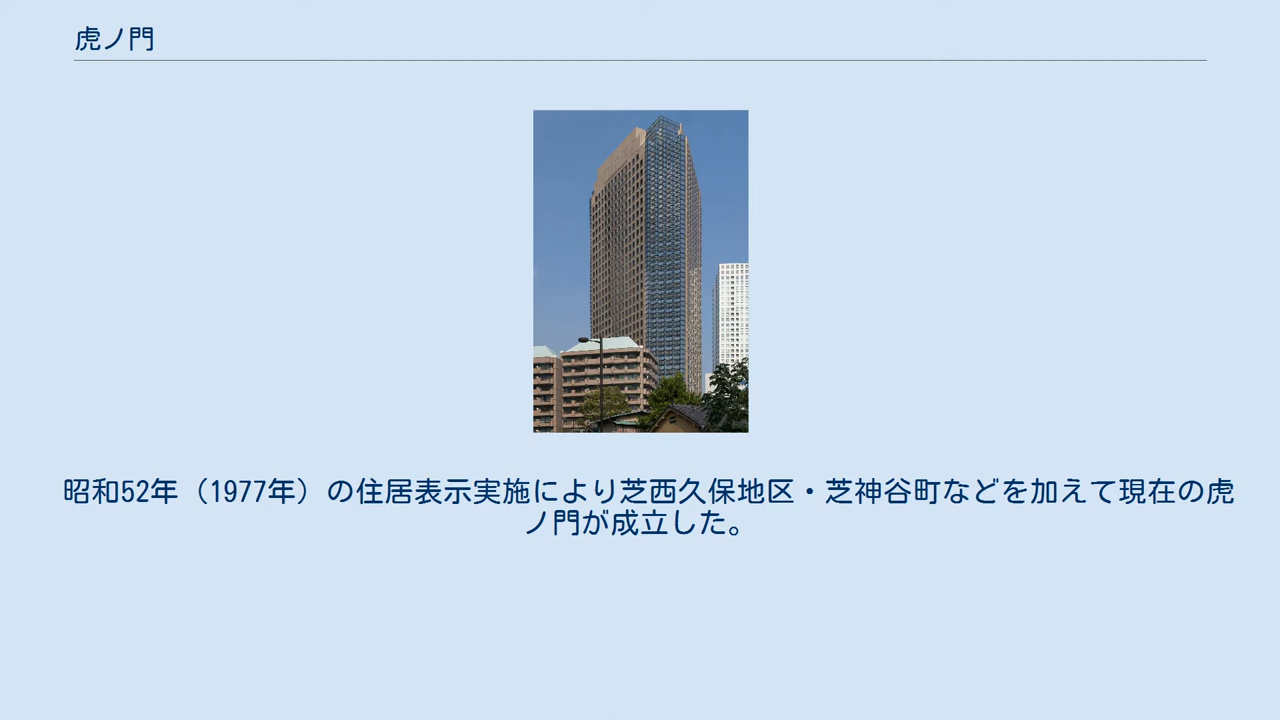 虎ノ門
昭和52年（1977年）の住居表示実施により芝西久保地区・芝神谷町などを加えて現在の虎
ノ門が成立した。